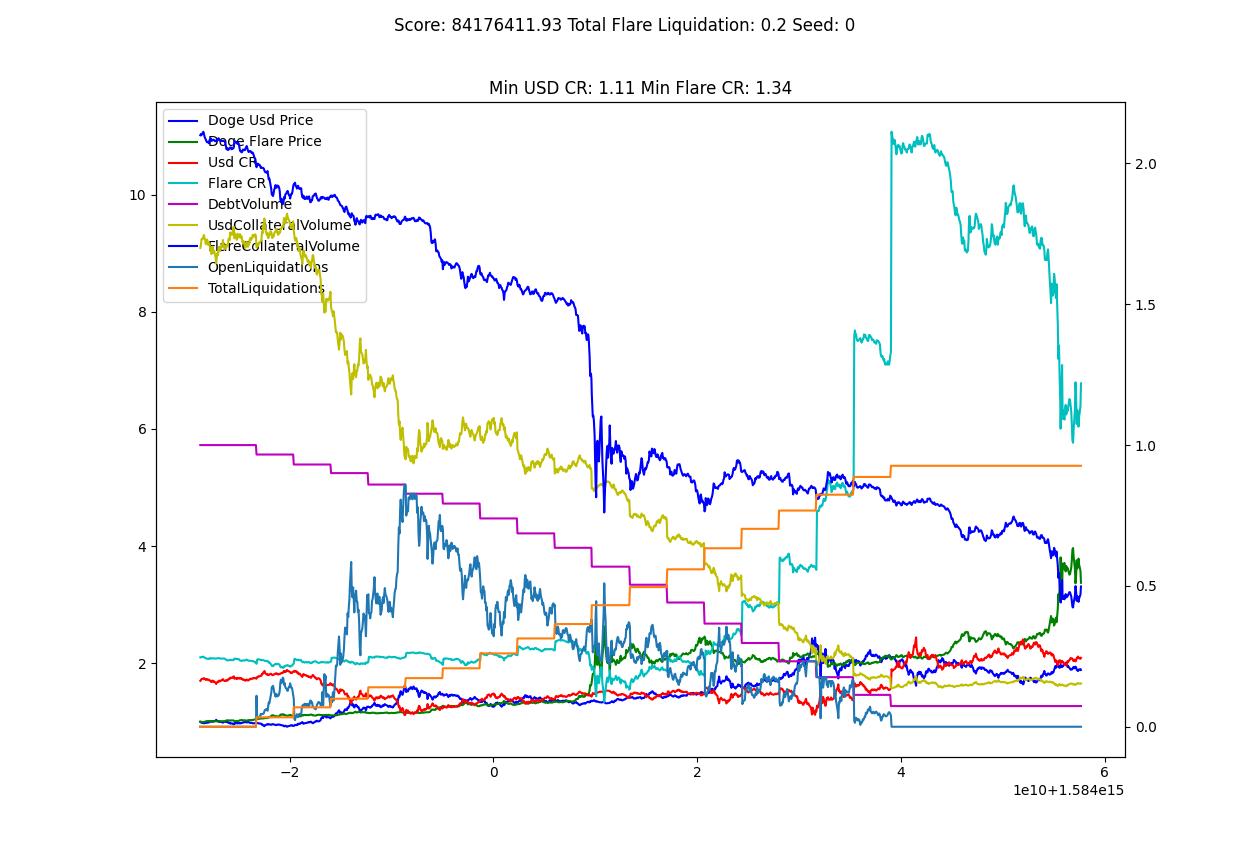 Score: 84176411.93 Total Flare Liquidation: 0.2 Seed: 0
Min USD CR: 1.11 Min Flare CR: 1.34
Doge Usd Price
Doge Flare Price
Usd CR
Flare CR
DebtVolume
UsdCollateralVolume
FlareCollateralVolume
OpenLiquidations
TotalLiquidations
10
8
6
4
2
2.0
1.5
1.0
0.5
0.0
−2
0
2
4
6
1e10+1.584e15